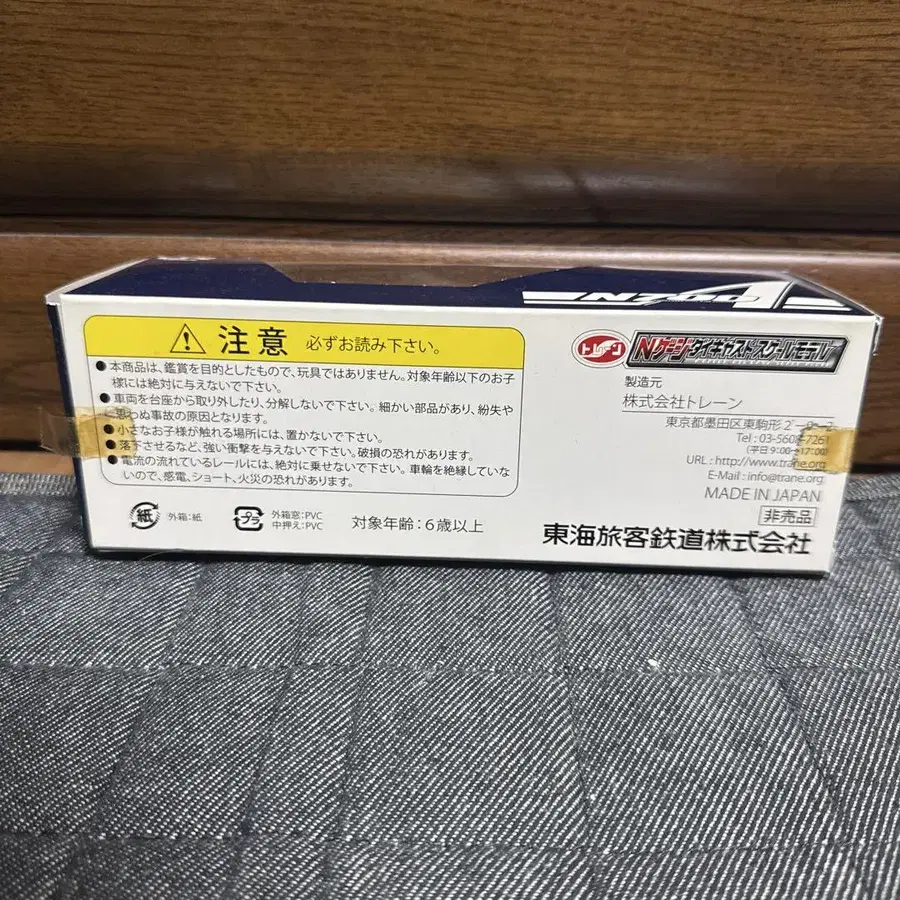 注意 必ずお読み下さい。
●本商品は、鑑賞を目的としたもので、玩具ではありません。対象年齢以下のお子
様には絶対に与えないで下さい。
●車両を台座から取り外したり、分解しないで下さい。細かい部品があり、紛失や
思わぬ事故の原因となります。
●小さなお子様が触れる場所には、置かないで下さい。
●落下させるなど、強い衝撃を与えないで下さい。破損の恐れがあります。
●電流の流れているレールには、絶対に乗せないで下さい。車輪を絶縁していな
いので、感電、ショート、火災の恐れがあります。
紙 外箱:紙
プラ 外箱窓:PVC
中押え:PVC
対象年齢:6歳以上
トレーン Nゲージダイキャストスケールモデル
製造元
株式会社トレーン
東京都墨田区東駒形
Tel : 03-5608-7261
(平日9:00~17:00)
URL : http://www.trane.org
E-Mail : info@trane.org
MADE IN JAPAN
非売品
東海旅客鉄道株式会社